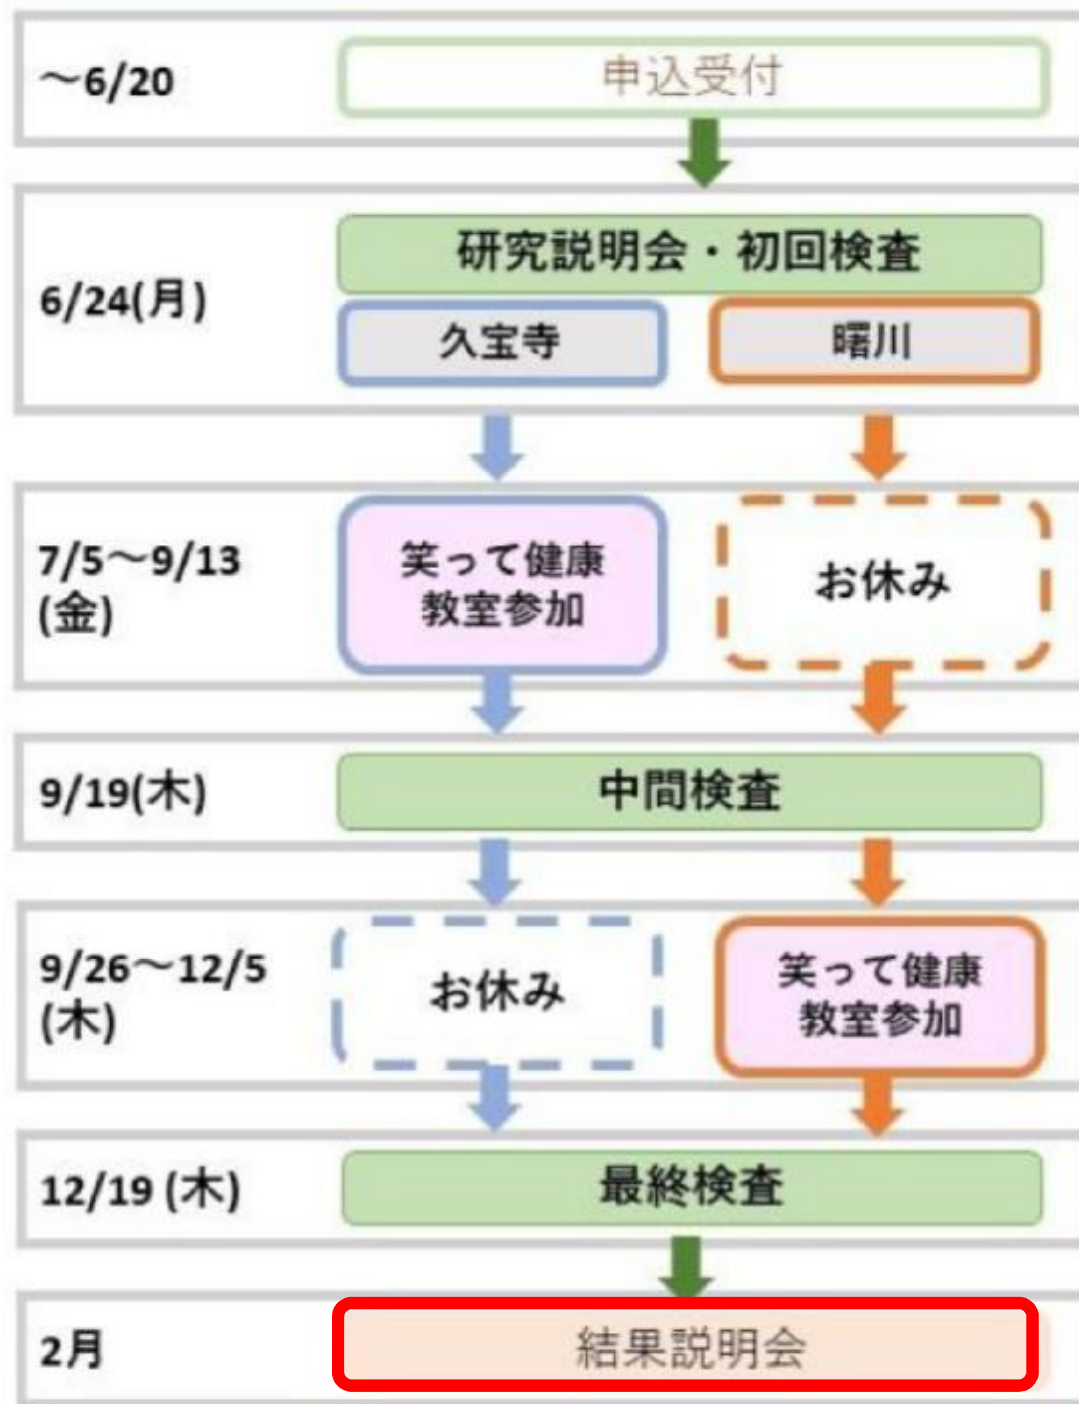 ～6/20
申込受付
6/24(月)
研究説明会・初回検査
久宝寺
曙川
7/5～9/13
(金)
笑って健康
教室参加
お休み
9/19(木)
中間検査
9/26～12/5
(木)
お休み
笑って健康
教室参加
12/19 (木)
最終検査
2月
結果説明会